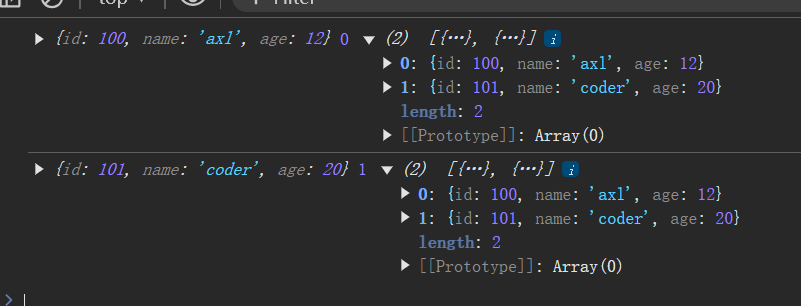 top
Filter
{id: 100, name: 'axl', age: 12} 0 (2) [{…}, {…}] i
0: {id: 100, name: 'axl', age: 12}
1: {id: 101, name: 'coder', age: 20}
length: 2
[[Prototype]]: Array(0)
{id: 101, name: 'coder', age: 20} 1 (2) [{…}, {…}] i
0: {id: 100, name: 'axl', age: 12}
1: {id: 101, name: 'coder', age: 20}
length: 2
[[Prototype]]: Array(0)